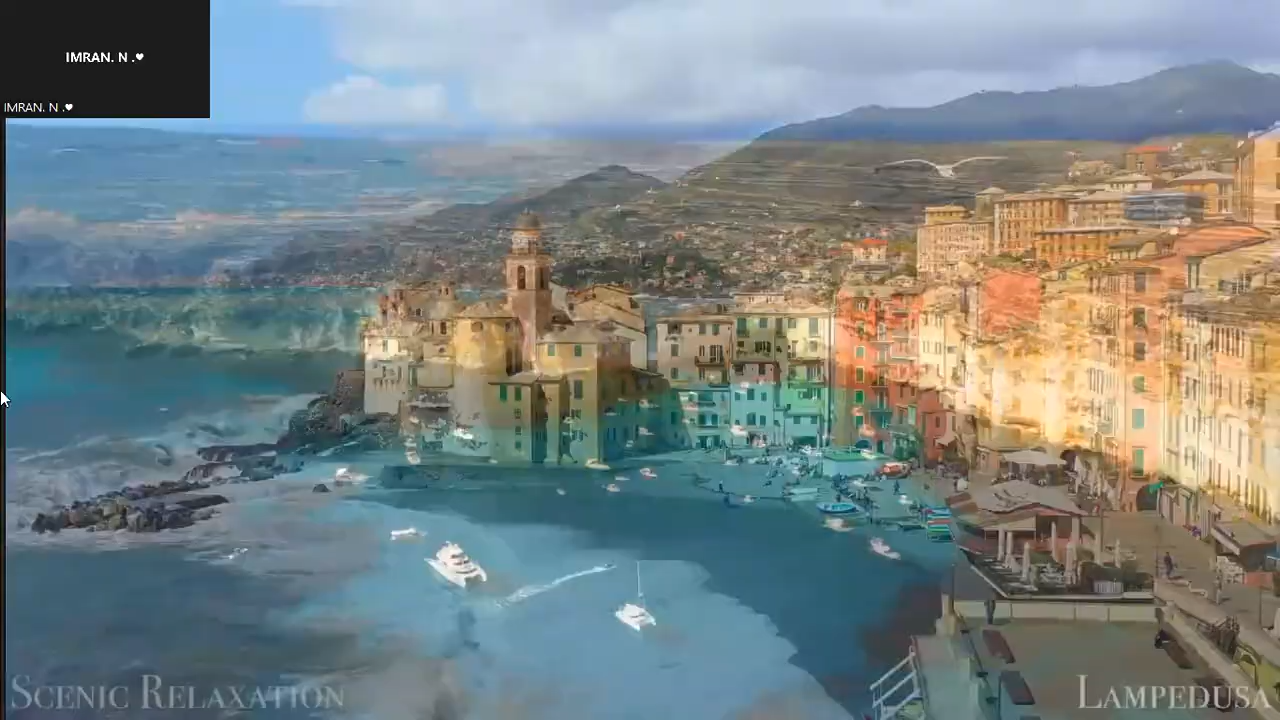 IMRAN. N .♥
IMRAN. N .♥
SCENIC RELAXATION
LAMPEDUSA